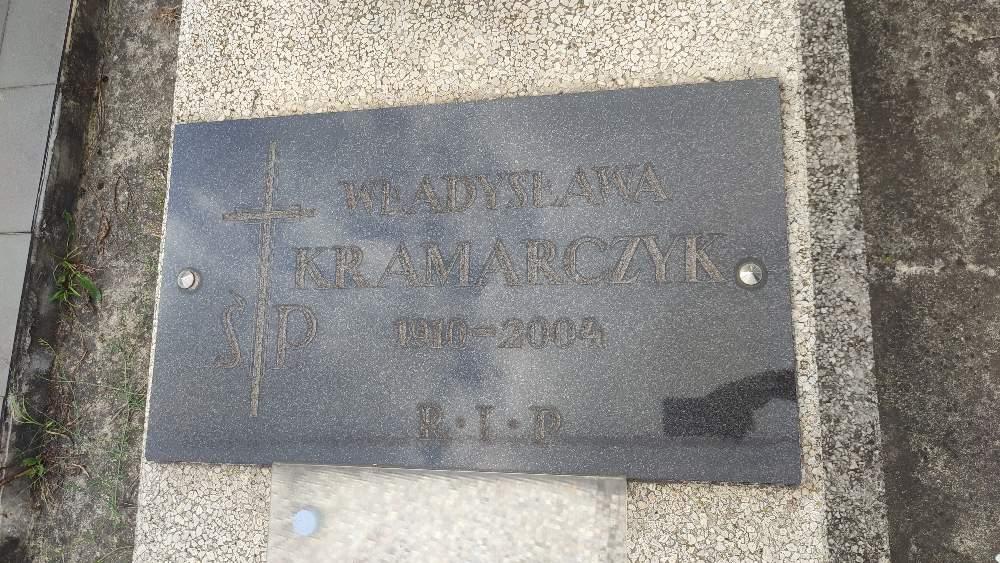 WŁADYSŁAWA
KRAMARCZYK
ŚP
1910-2004
R·I·P